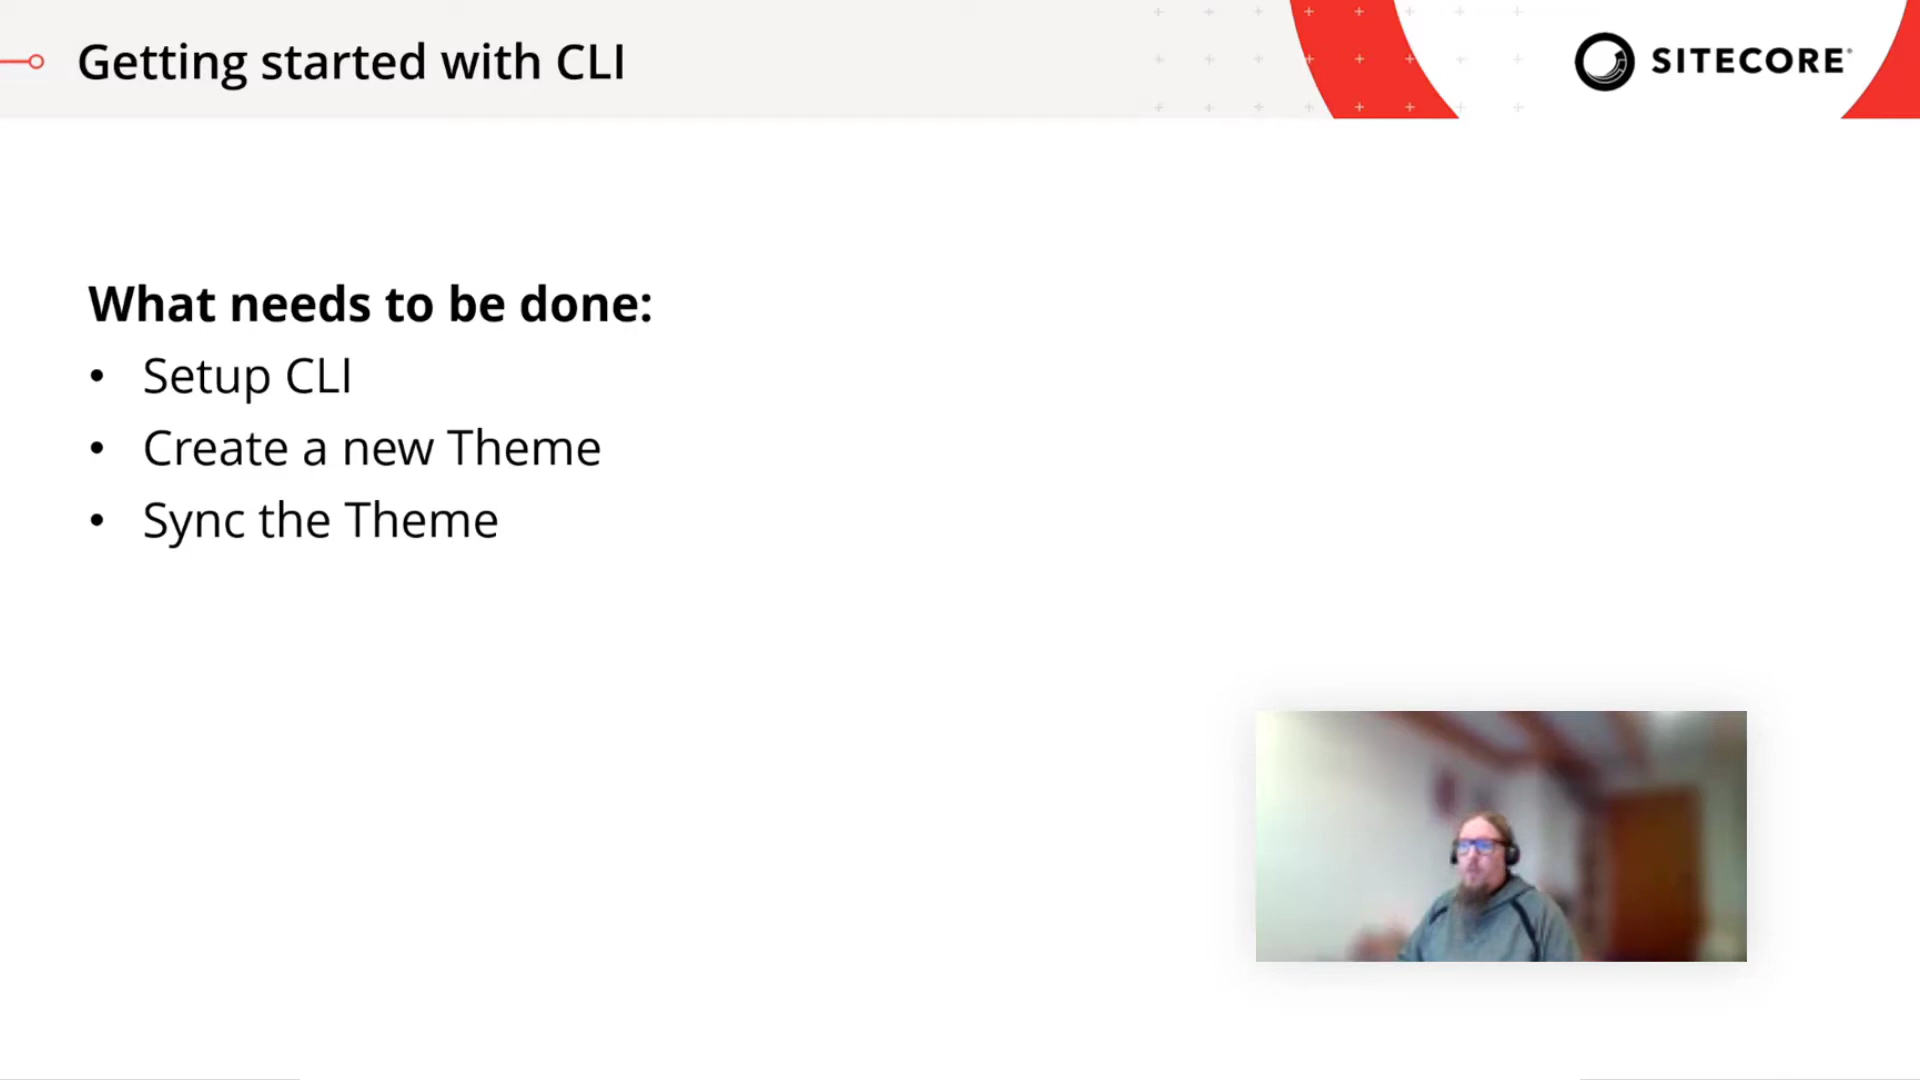 Getting started with CLI
SITECORE
What needs to be done:
• Setup CLI
• Create a new Theme
• Sync the Theme